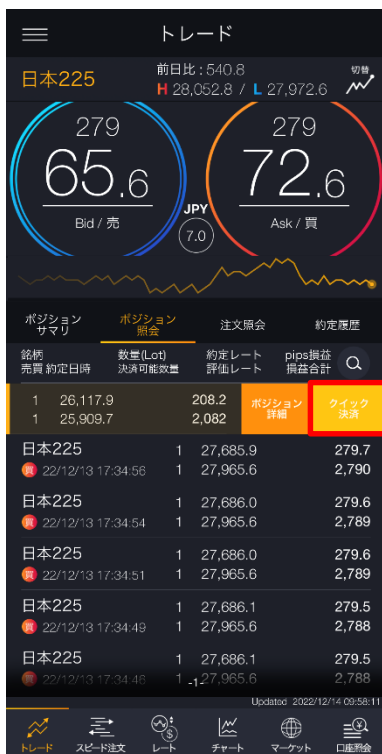 トレード
日本225
前日比 : 540.8
H 28,052.8 / L 27,972.6
切替
279
65.6
Bid / 売
JPY
7.0
279
72.6
Ask / 買
ポジション
サマリ
ポジション
照会
注文照会
約定履歴
銘柄 数量(Lot) 約定レート pips損益
売買 約定日時 決済可能数量 評価レート 損益合計
1 26,117.9 208.2
1 25,909.7 2,082
ポジション
詳細
クイック
決済
日本225 1 27,685.9 279.7
買 22/12/13 17:34:56 1 27,965.6 2,790
日本225 1 27,686.0 279.6
買 22/12/13 17:34:54 1 27,965.6 2,789
日本225 1 27,686.0 279.6
買 22/12/13 17:34:51 1 27,965.6 2,789
日本225 1 27,686.1 279.5
買 22/12/13 17:34:49 1 27,965.6 2,788
日本225 1 27,686.1 279.5
買 22/12/13 17:34:46 1 27,965.6 2,788
-1-
Updated 2022/12/14 09:58:11
トレード スピード注文 レート チャート マーケット 口座照会